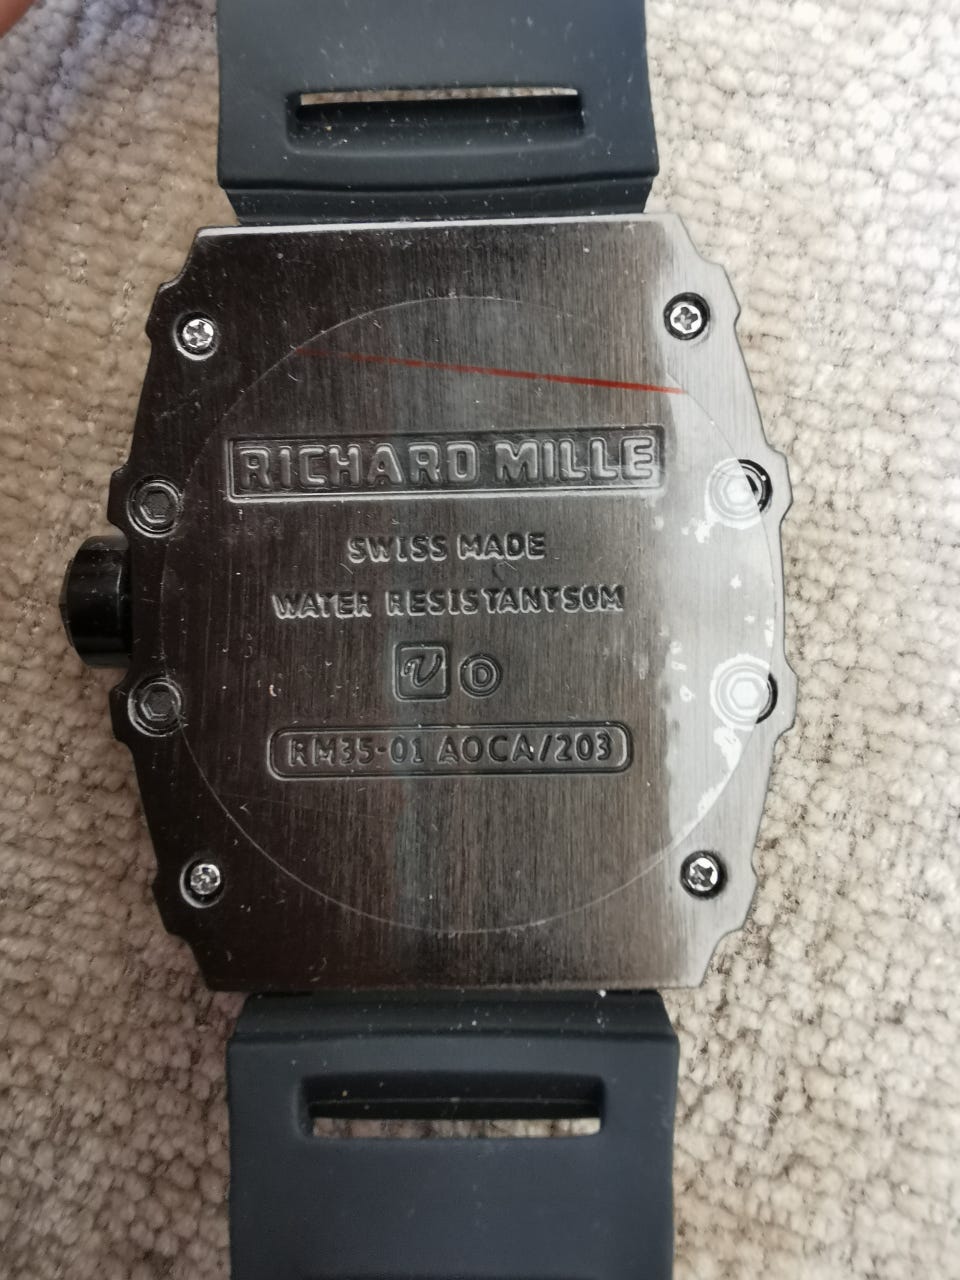 RICHARD MILLE
SWISS MADE
WATER RESISTANT50M
V D
RM35-01 AOCA/203